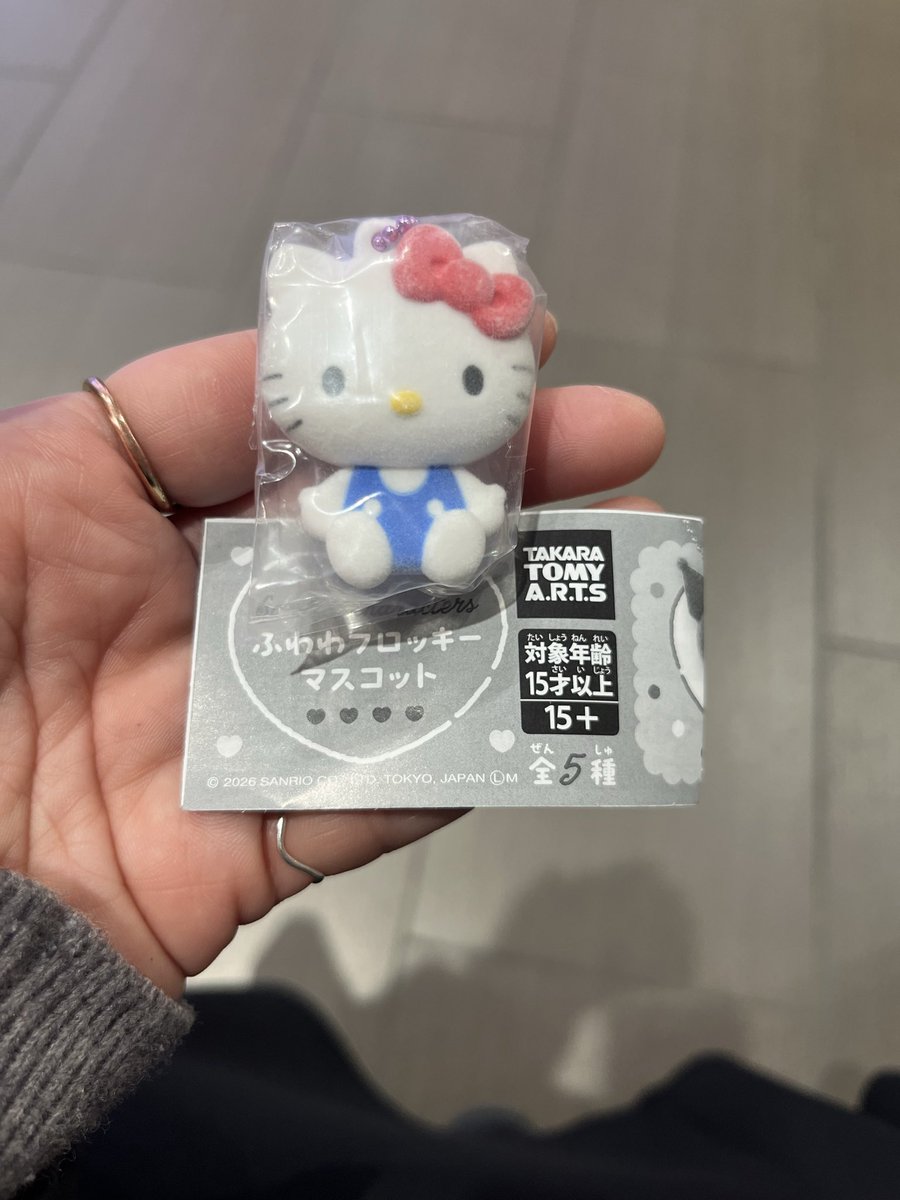 characters
ふわわフロッキー
マスコット
© 2026 SANRIO CO., LTD. TOKYO, JAPAN ⓁM
TAKARA
TOMY
A.R.T.S
たい しょう ねん れい
対象年齢
さい い じょう
15才以上
15+
ぜん しゅ
全5種